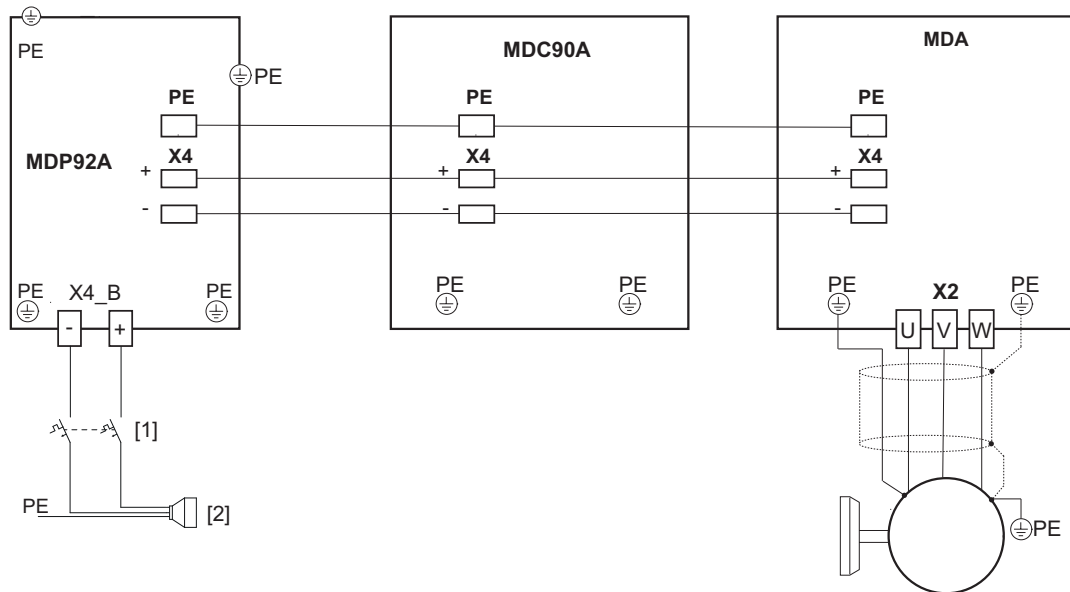 PE
MDP92A
PE
PE
X4
+
-
PE
X4_B
PE
-
+
[1]
PE
[2]
MDC90A
PE
X4
+
-
PE
PE
MDA
PE
X4
+
-
PE
X2
PE
U V W
PE